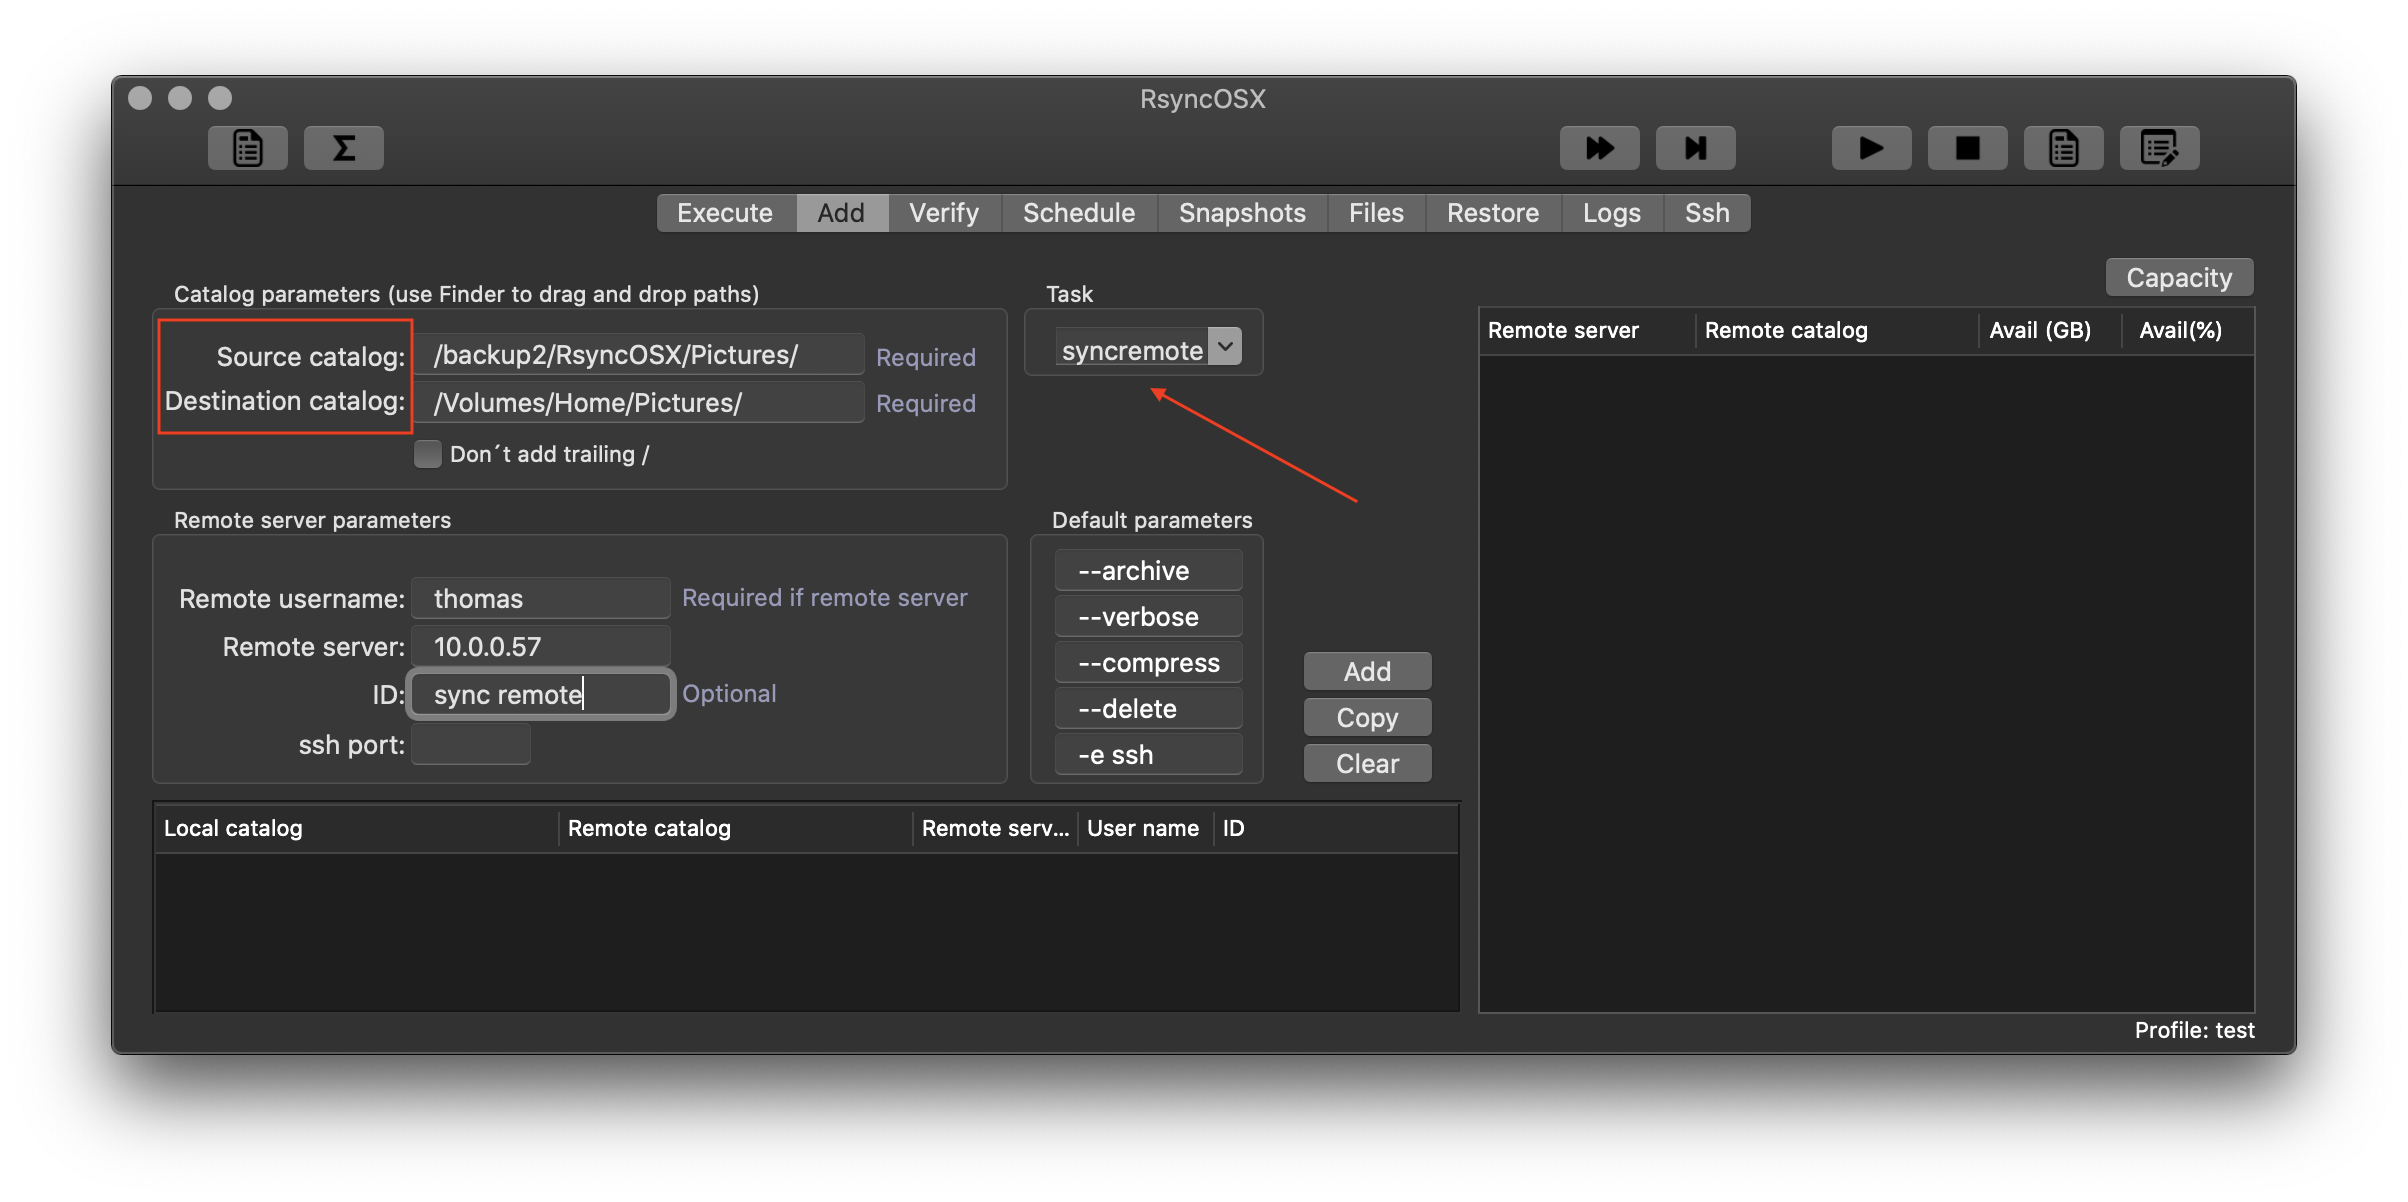 RsyncOSX
Execute Add Verify Schedule Snapshots Files Restore Logs Ssh
Capacity
Catalog parameters (use Finder to drag and drop paths)
Source catalog: /backup2/RsyncOSX/Pictures/ Required
Destination catalog: /Volumes/Home/Pictures/ Required
Don´t add trailing /
Task
syncremote
Remote server Remote catalog Avail (GB) Avail(%)
Remote server parameters
Remote username: thomas Required if remote server
Remote server: 10.0.0.57
ID: sync remote Optional
ssh port:
Default parameters
--archive
--verbose
--compress
--delete
-e ssh
Add
Copy
Clear
Local catalog Remote catalog Remote serv... User name ID
Profile: test